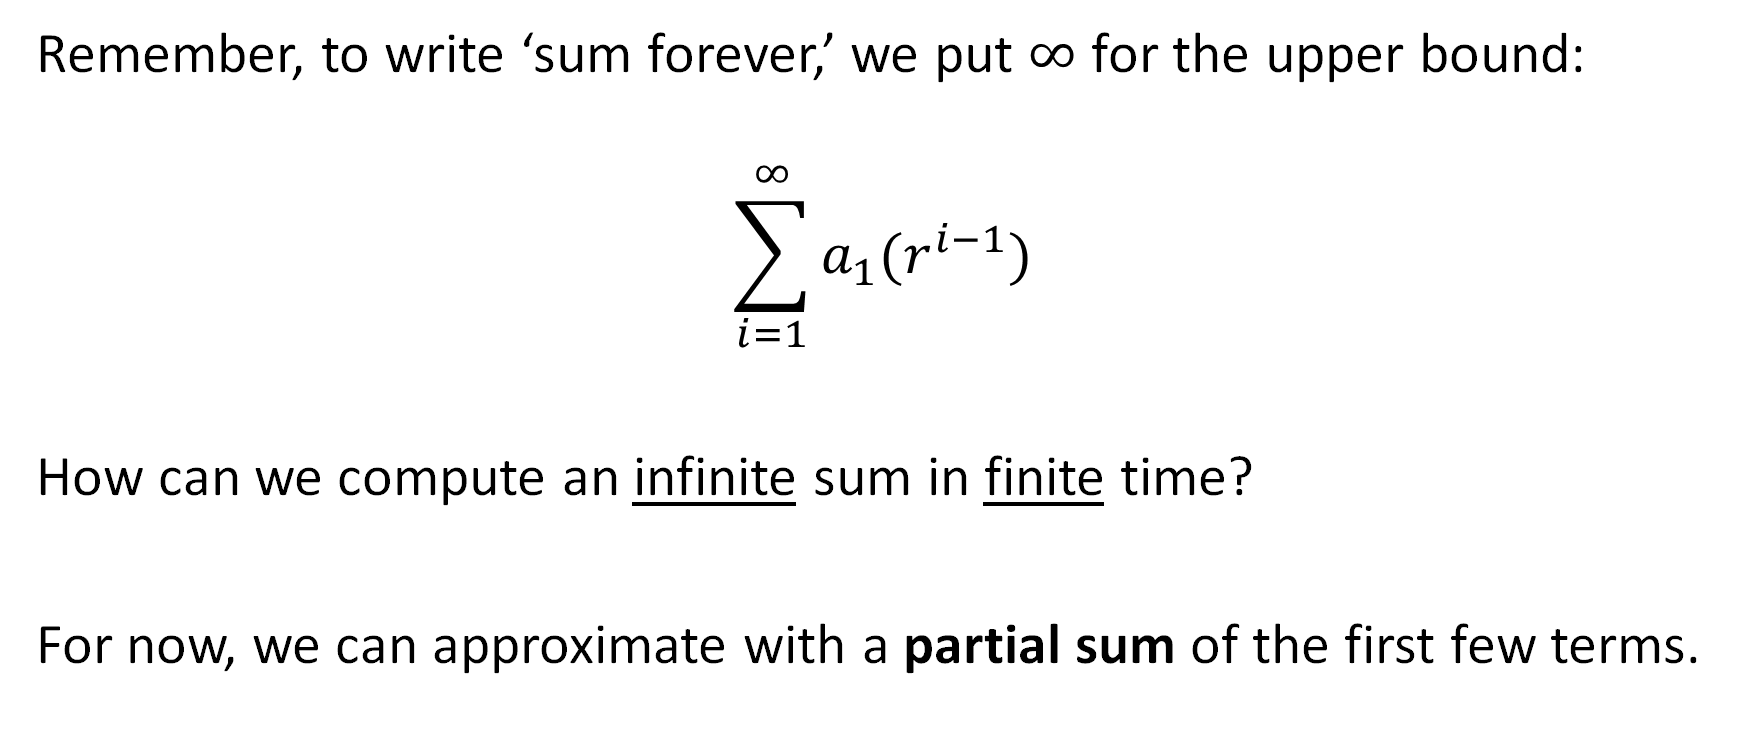 Remember, to write ‘sum forever,’ we put ∞ for the upper bound:
∞
∑ a₁(rⁱ⁻¹)
i=1
How can we compute an infinite sum in finite time?
For now, we can approximate with a partial sum of the first few terms.